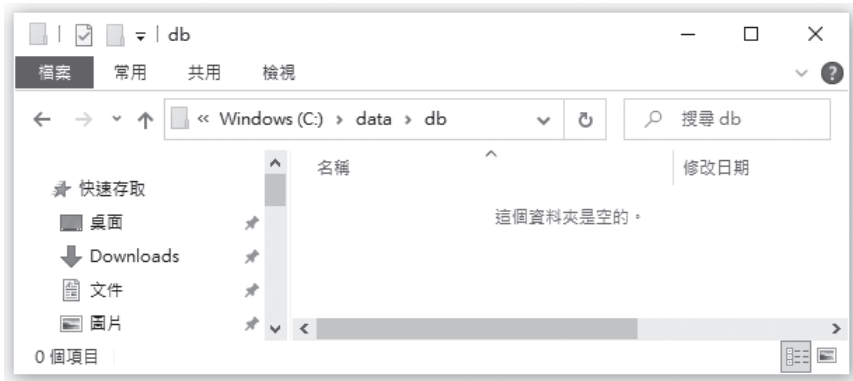 db
檔案 常用 共用 檢視
« Windows (C:) › data › db 搜尋 db
名稱 修改日期
快速存取
這個資料夾是空的。
桌面
Downloads
文件
圖片
0 個項目